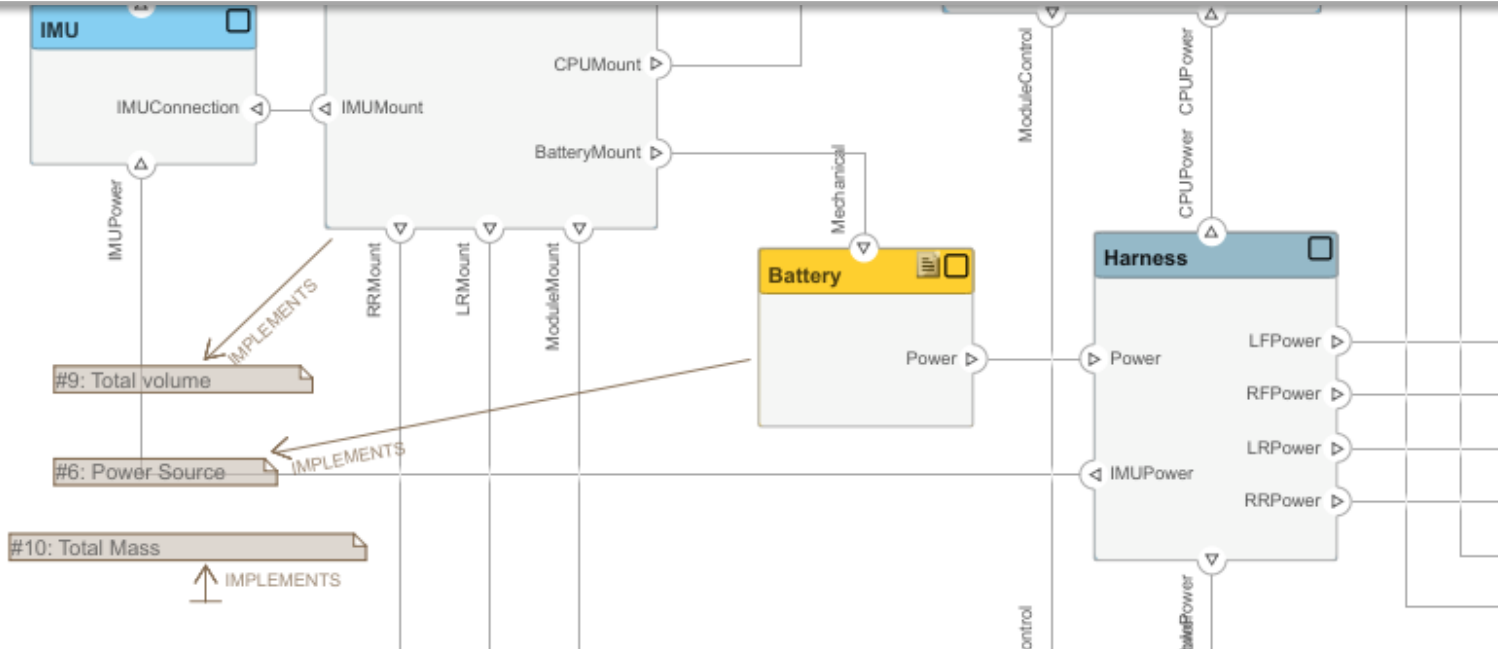 IMU
IMUConnection
IMUPower
CPUMount
IMUMount
BatteryMount
RRMount
LRMount
ModuleMount
Mechanical
Battery
Power
ModuleControl
CPUPower
CPUPower
Harness
Power
IMUPower
LFPower
RFPower
LRPower
RRPower
IMPLEMENTS
#9: Total volume
IMPLEMENTS
#6: Power Source
#10: Total Mass
IMPLEMENTS
ontrol